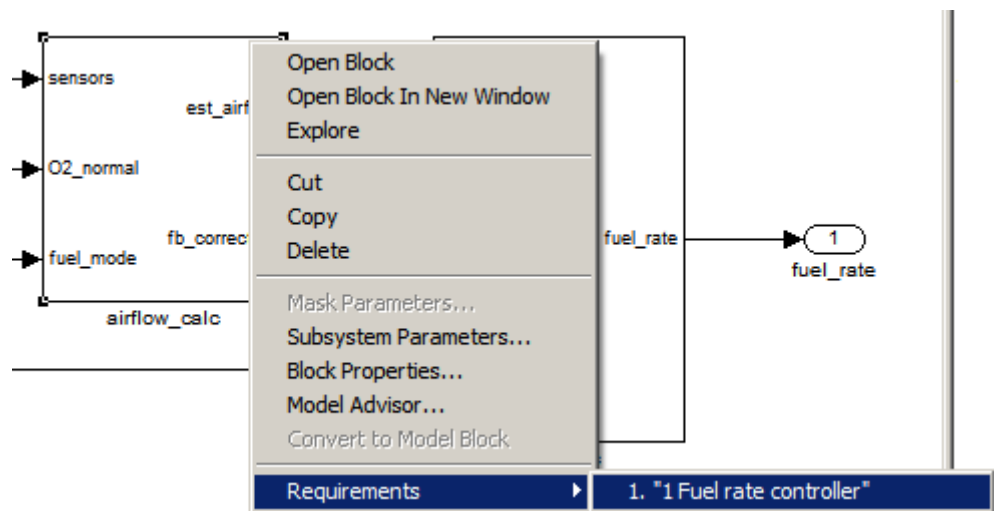 sensors
est_airf
O2_normal
fb_correc
fuel_mode
airflow_calc
Open Block
Open Block In New Window
Explore
Cut
Copy
Delete
Mask Parameters...
Subsystem Parameters...
Block Properties...
Model Advisor...
Convert to Model Block
Requirements
1. "1 Fuel rate controller"
fuel_rate
1
fuel_rate